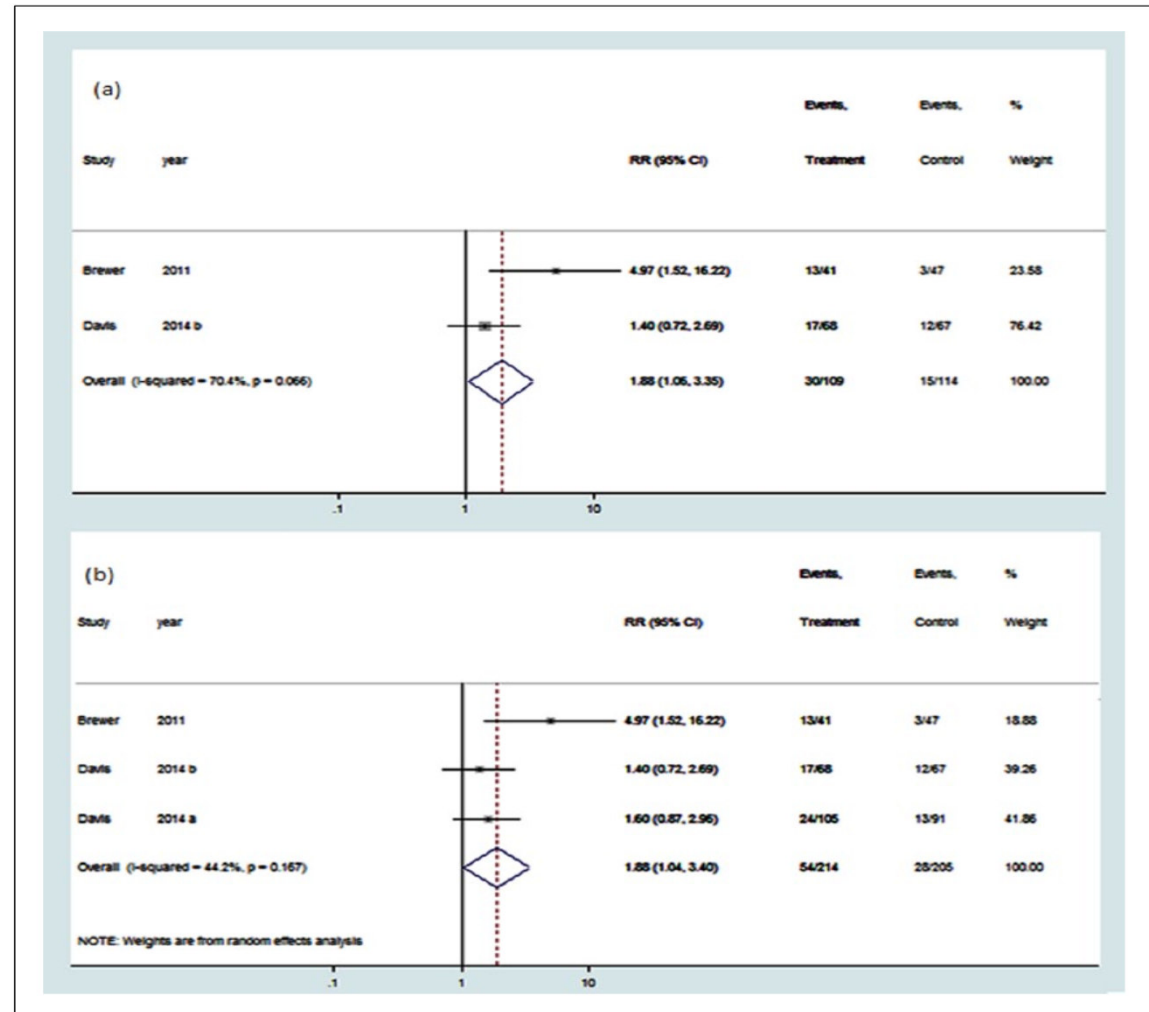 (a)
Events, Events, %
Study year RR (95% CI) Treatment Control Weight
Brewer 2011 4.97 (1.52, 16.22) 13/41 3/47 23.58
Davis 2014 b 1.40 (0.72, 2.69) 17/68 12/67 76.42
Overall (I-squared = 70.4%, p = 0.066) 1.88 (1.06, 3.35) 30/109 15/114 100.00
.1 1 10
(b)
Events, Events, %
Study year RR (95% CI) Treatment Control Weight
Brewer 2011 4.97 (1.52, 16.22) 13/41 3/47 18.88
Davis 2014 b 1.40 (0.72, 2.69) 17/68 12/67 39.26
Davis 2014 a 1.60 (0.87, 2.96) 24/105 13/91 41.86
Overall (I-squared = 44.2%, p = 0.167) 1.88 (1.04, 3.40) 54/214 28/205 100.00
NOTE: Weights are from random effects analysis
.1 1 10